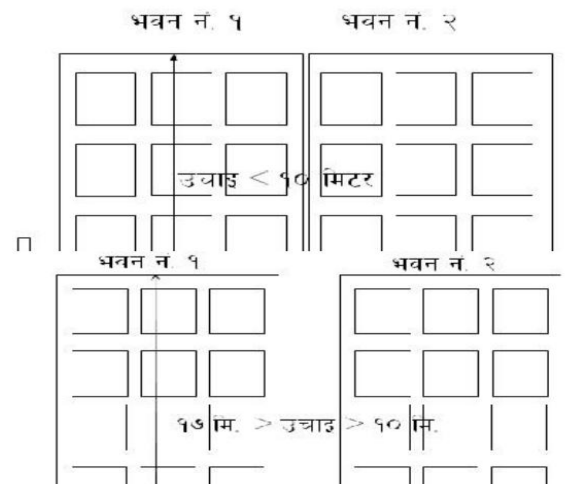 भवन नं. १ भवन नं. २
उचाइ < १० मिटर
भवन नं. १ भवन नं. २
१७ मि. > उचाइ > १० मि.